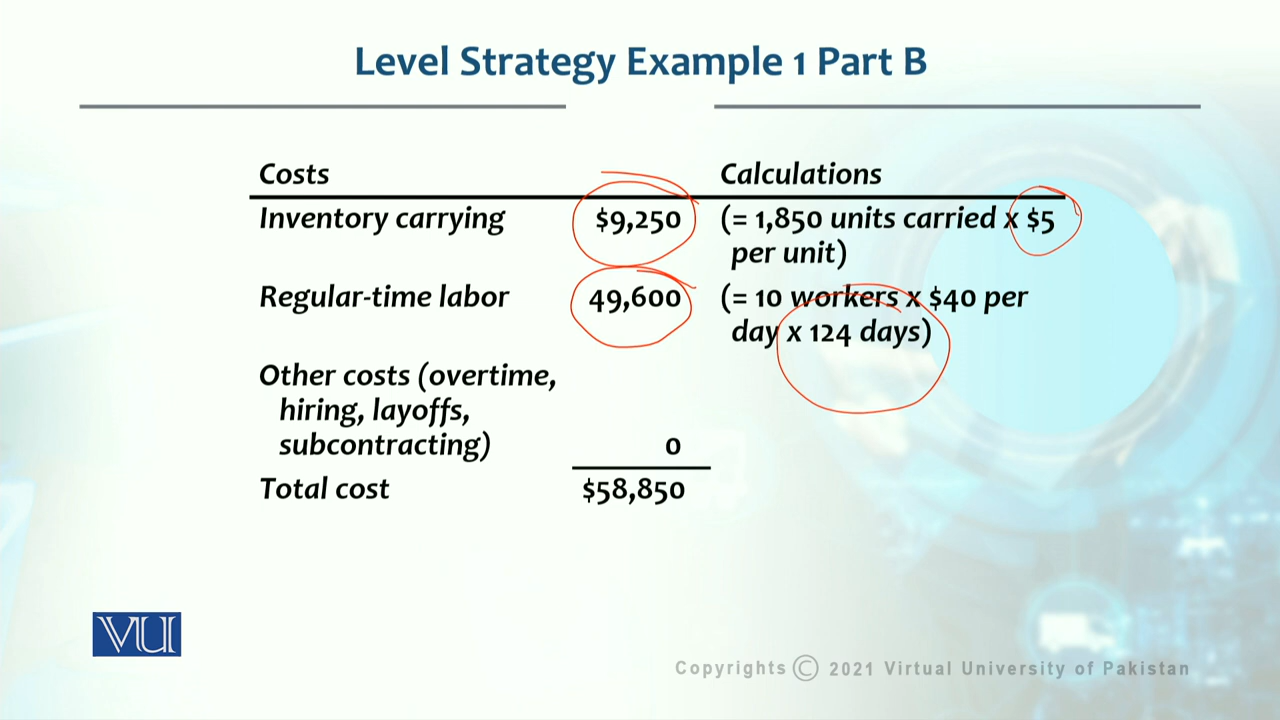 Level Strategy Example 1 Part B
Costs Calculations
Inventory carrying $9,250 (= 1,850 units carried x $5
per unit)
Regular-time labor 49,600 (= 10 workers x $40 per
day x 124 days)
Other costs (overtime,
hiring, layoffs,
subcontracting) 0
Total cost $58,850
VU
Copyrights © 2021 Virtual University of Pakistan